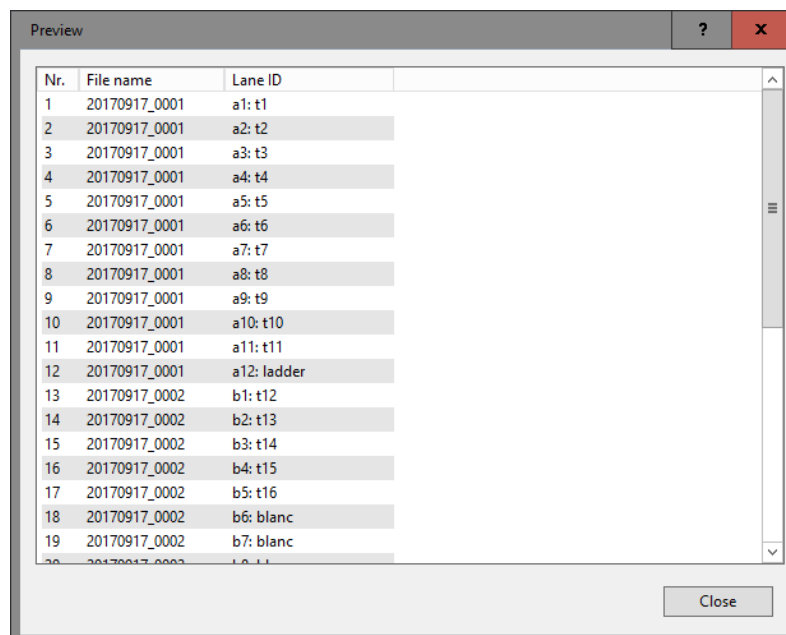 Preview ? x
Nr. File name Lane ID
1 20170917_0001 a1: t1
2 20170917_0001 a2: t2
3 20170917_0001 a3: t3
4 20170917_0001 a4: t4
5 20170917_0001 a5: t5
6 20170917_0001 a6: t6
7 20170917_0001 a7: t7
8 20170917_0001 a8: t8
9 20170917_0001 a9: t9
10 20170917_0001 a10: t10
11 20170917_0001 a11: t11
12 20170917_0001 a12: ladder
13 20170917_0002 b1: t12
14 20170917_0002 b2: t13
15 20170917_0002 b3: t14
16 20170917_0002 b4: t15
17 20170917_0002 b5: t16
18 20170917_0002 b6: blanc
19 20170917_0002 b7: blanc
Close